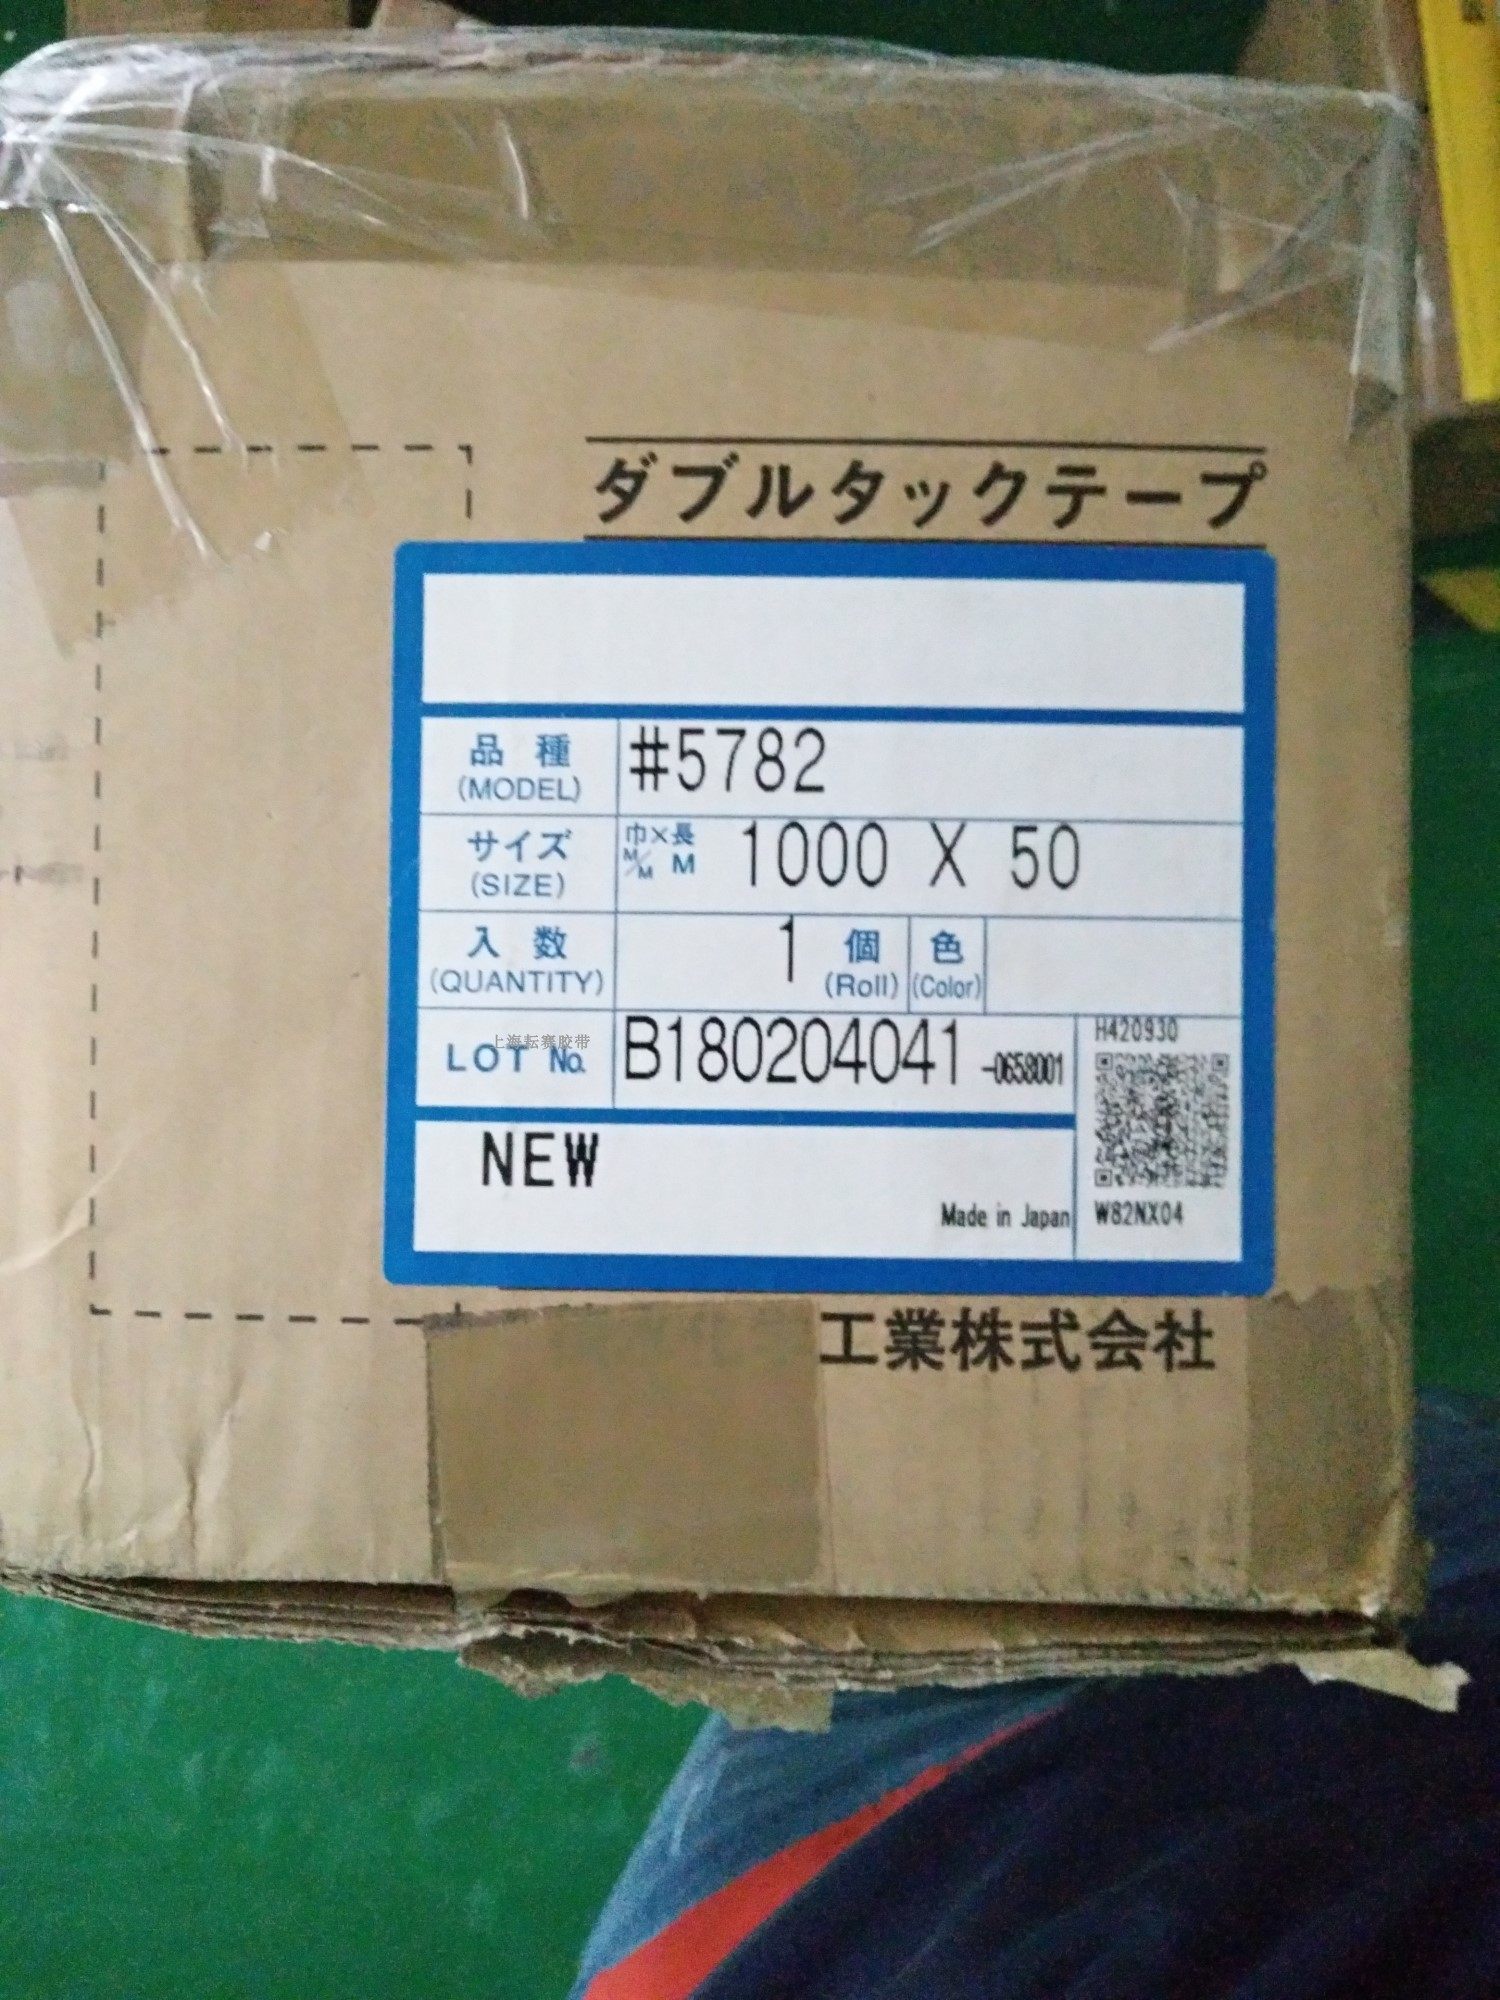 ダブルタックテープ
品種 #5782
(MODEL)
サイズ 巾×長 1000 X 50
(SIZE) M/M M
入数 1 個 色
(QUANTITY) (Roll) (Color)
上海耘赛胶带
LOT No. B180204041 -0658001
H420930
NEW
Made in Japan
W82NX04
工業株式会社